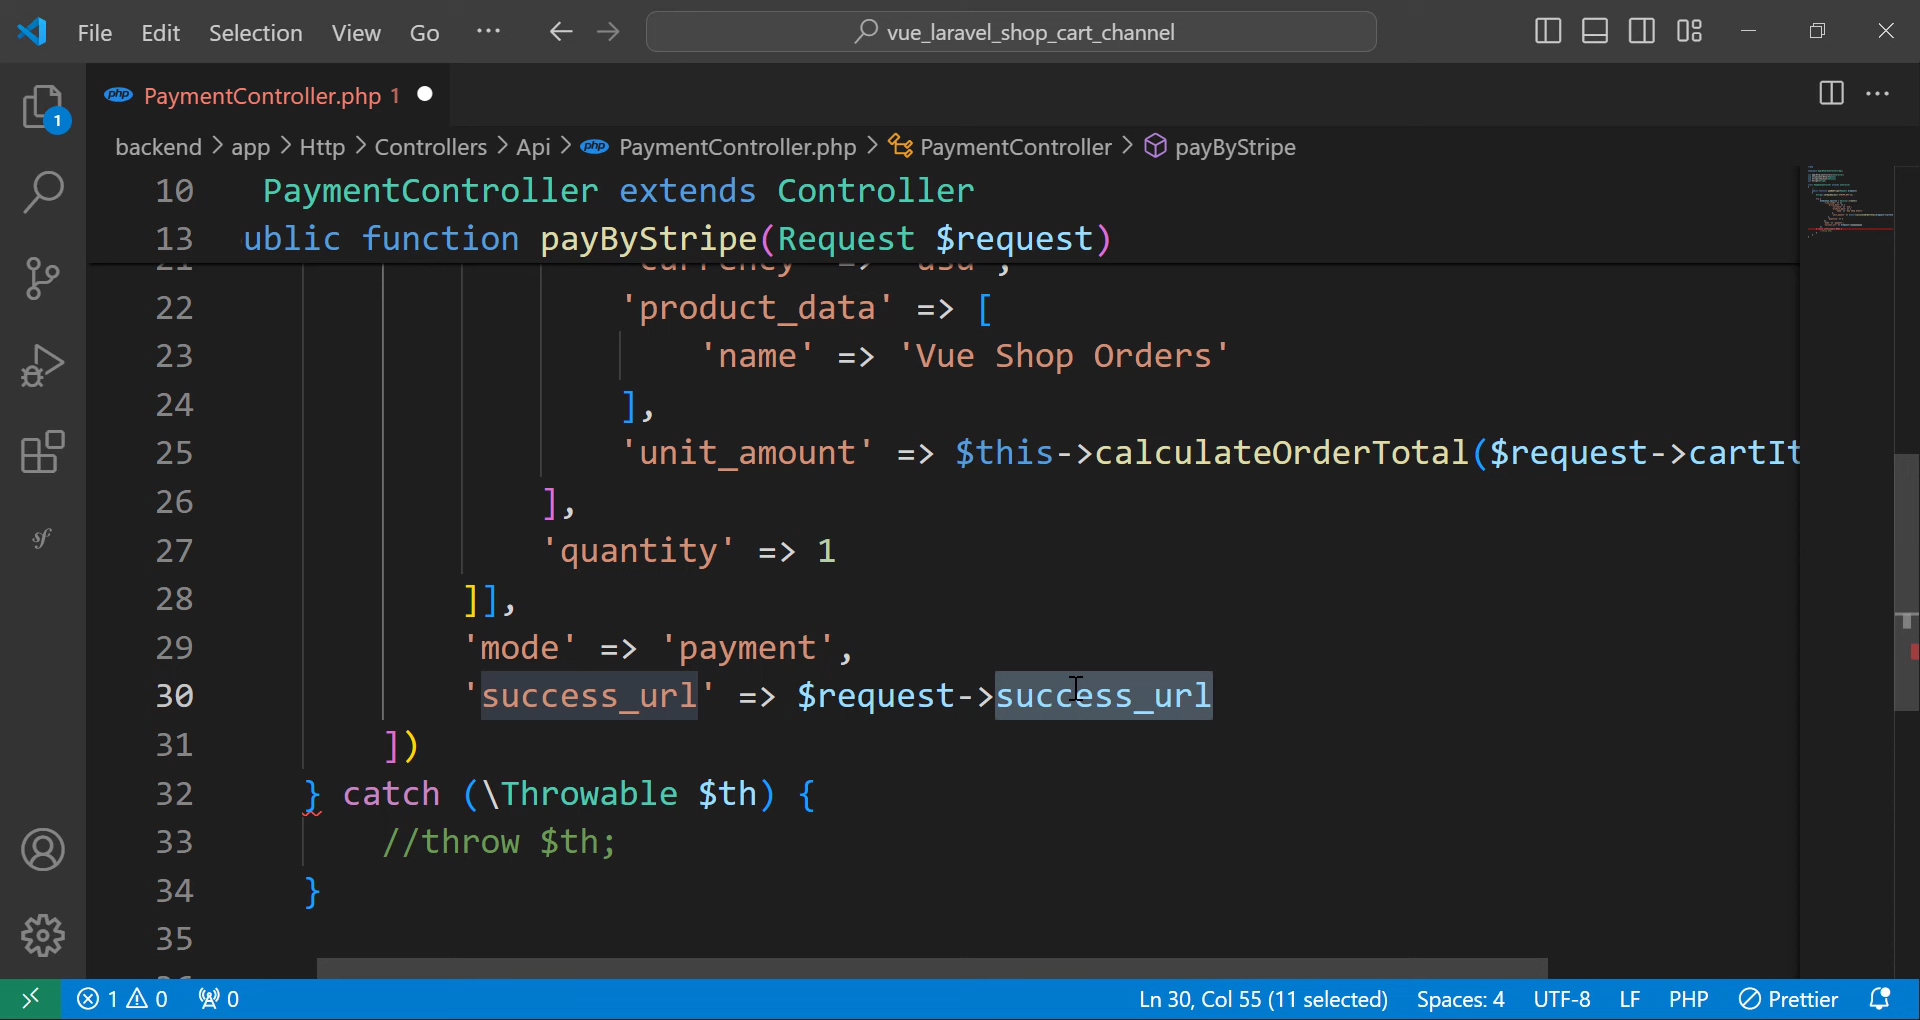 File Edit Selection View Go ··· vue_laravel_shop_cart_channel
PaymentController.php 1
1
backend > app > Http > Controllers > Api > PaymentController.php > PaymentController > payByStripe
10 PaymentController extends Controller
13 ublic function payByStripe(Request $request)
21 'currency' => 'usd',
22 'product_data' => [
23 'name' => 'Vue Shop Orders'
24 ],
25 'unit_amount' => $this->calculateOrderTotal($request->cartIt
26 ],
27 'quantity' => 1
28 ]],
29 'mode' => 'payment',
30 'success_url' => $request->success_url
31 ])
32 } catch (\Throwable $th) {
33 //throw $th;
34 }
35
1 0 0 Ln 30, Col 55 (11 selected) Spaces: 4 UTF-8 LF PHP Prettier